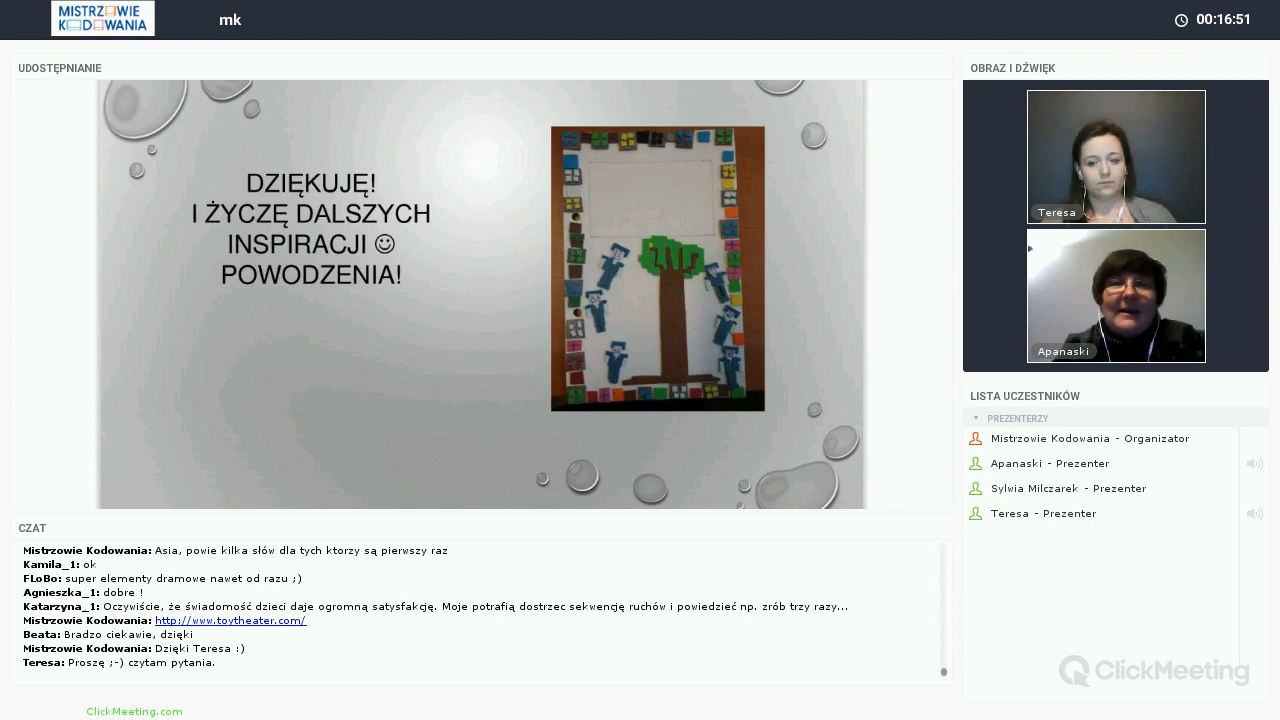 MISTRZOWIE
KODOWANIA
mk
00:16:51
UDOSTĘPNIANIE
DZIĘKUJĘ!
I ŻYCZĘ DALSZYCH
INSPIRACJI ☺
POWODZENIA!
OBRAZ I DŹWIĘK
Teresa
Apanaski
LISTA UCZESTNIKÓW
PREZENTERZY
Mistrzowie Kodowania - Organizator
Apanaski - Prezenter
Sylwia Milczarek - Prezenter
Teresa - Prezenter
CZAT
Mistrzowie Kodowania: Asia, powie kilka słów dla tych ktorzy są pierwszy raz
Kamila_1: ok
FLoBo: super elementy dramowe nawet od razu ;)
Agnieszka_1: dobre !
Katarzyna_1: Oczywiście, że świadomość dzieci daje ogromną satysfakcję. Moje potrafią dostrzec sekwencję ruchów i powiedzieć np. zrób trzy razy...
Mistrzowie Kodowania: http://www.toytheater.com/
Beata: Bradzo ciekawie, dzięki
Mistrzowie Kodowania: Dzięki Teresa :)
Teresa: Proszę ;-) czytam pytania.
ClickMeeting
ClickMeeting.com